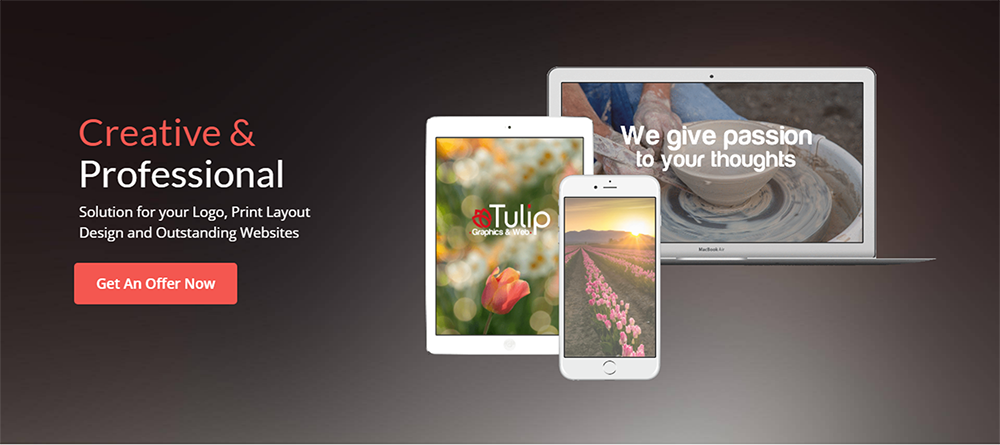 Creative &
Professional
Solution for your Logo, Print Layout
Design and Outstanding Websites
Get An Offer Now
Tulip
Graphics & Web
We give passion
to your thoughts
MacBook Air